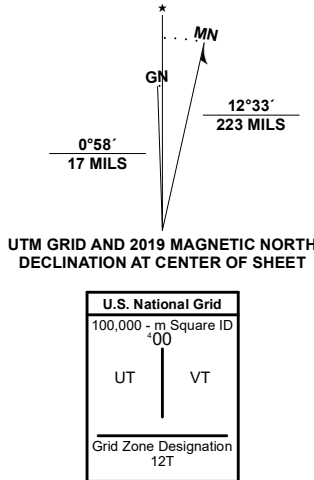 ★
MN
GN
12°33´
223 MILS
0°58´
17 MILS
UTM GRID AND 2019 MAGNETIC NORTH
DECLINATION AT CENTER OF SHEET
U.S. National Grid
100,000 - m Square ID
⁴00
UT VT
Grid Zone Designation
12T